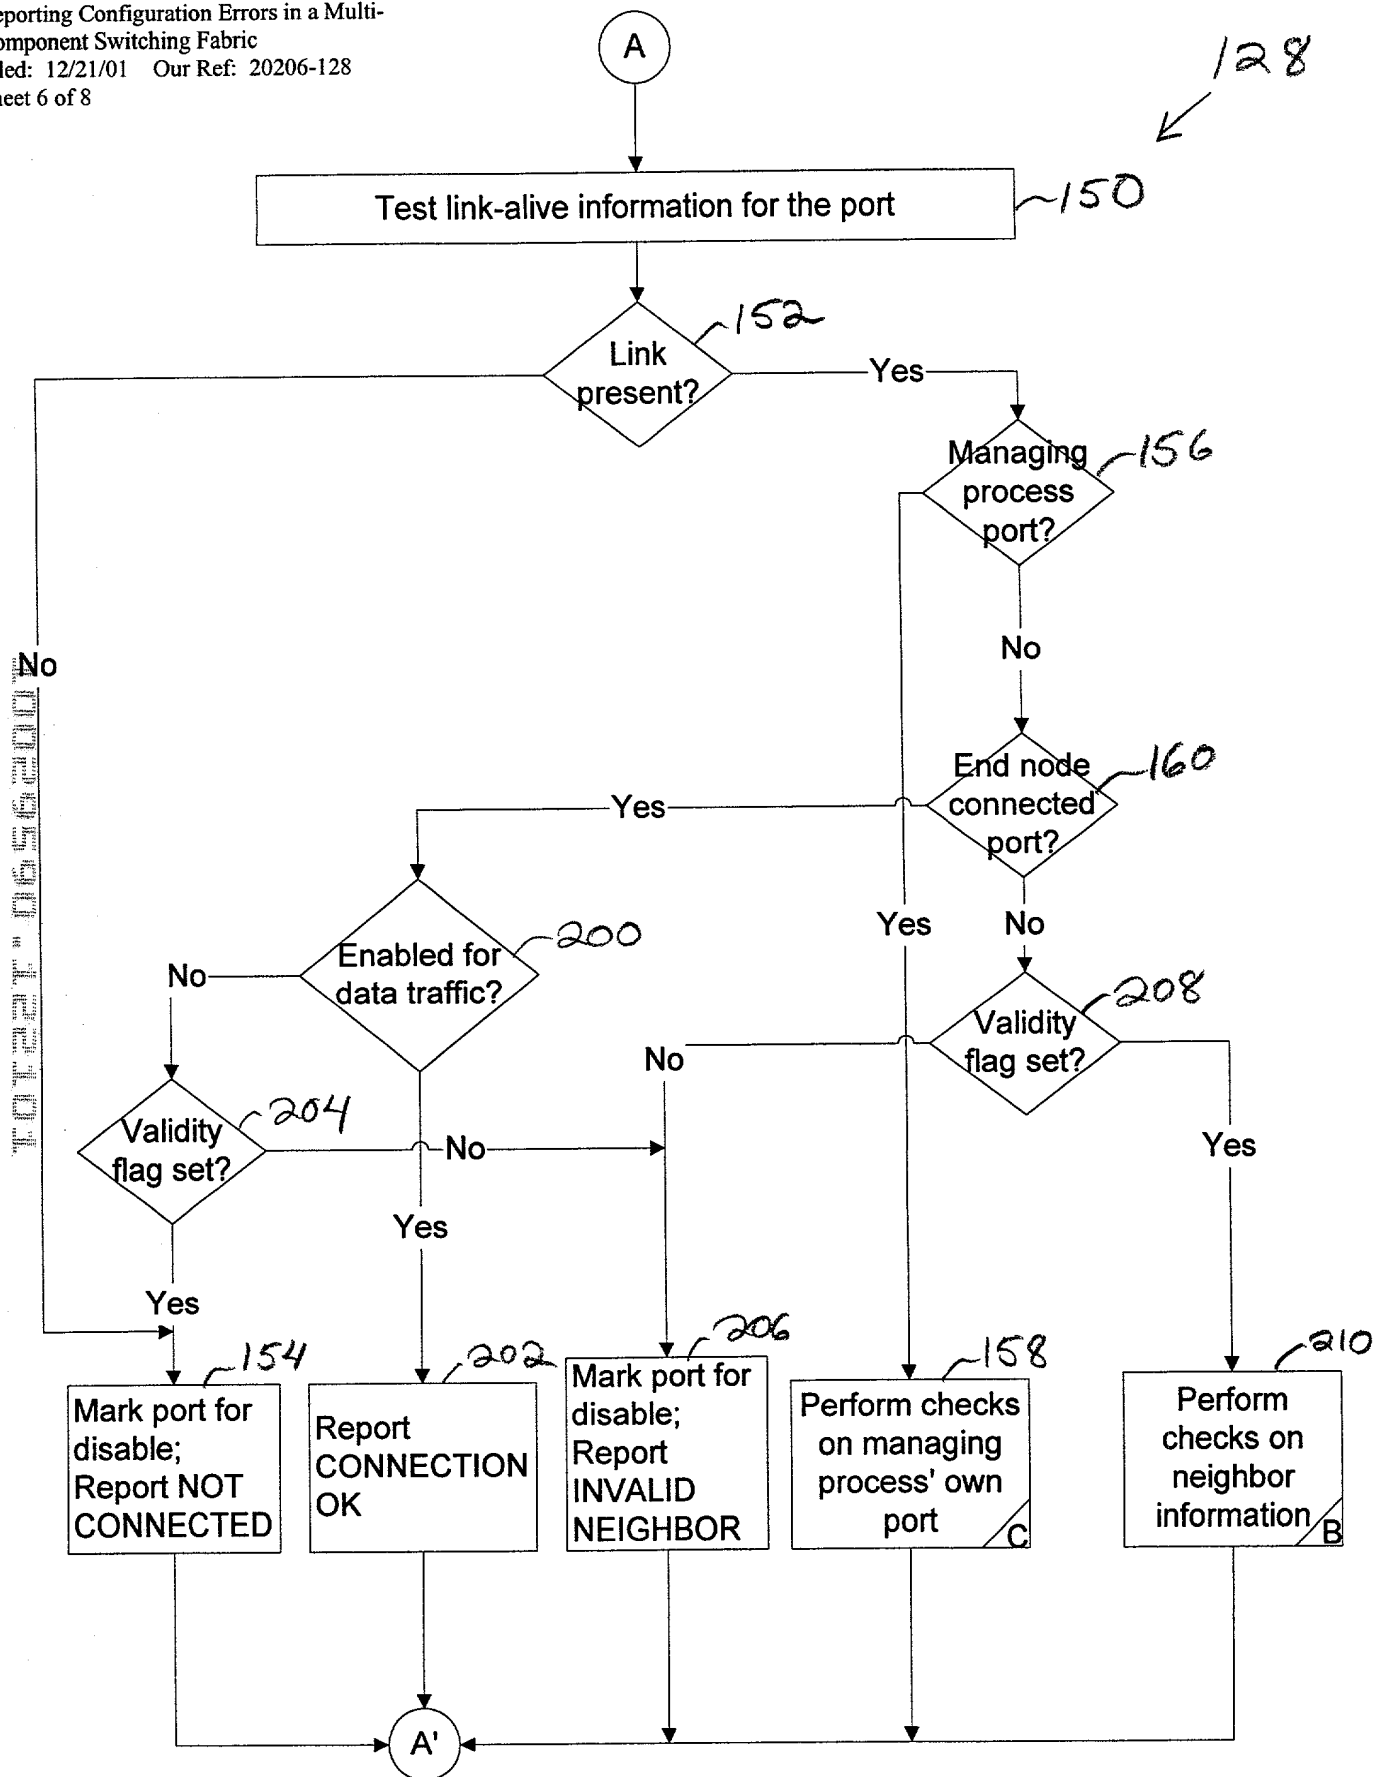 eporting Configuration Errors in a Multi-
omponent Switching Fabric
led: 12/21/01 Our Ref: 20206-128
heet 6 of 8
A
128
Test link-alive information for the port
150
152
Link
present?
Yes
Managing
process
port?
156
No
No
End node
connected
port?
160
Yes
Yes
No
Enabled for
data traffic?
200
No
208
Validity
flag set?
No
Validity
flag set?
204
No
Yes
Yes
Yes
154
Mark port for
disable;
Report NOT
CONNECTED
202
Report
CONNECTION
OK
206
Mark port for
disable;
Report
INVALID
NEIGHBOR
158
Perform checks
on managing
process' own
port
C
210
Perform
checks on
neighbor
information
B
A'